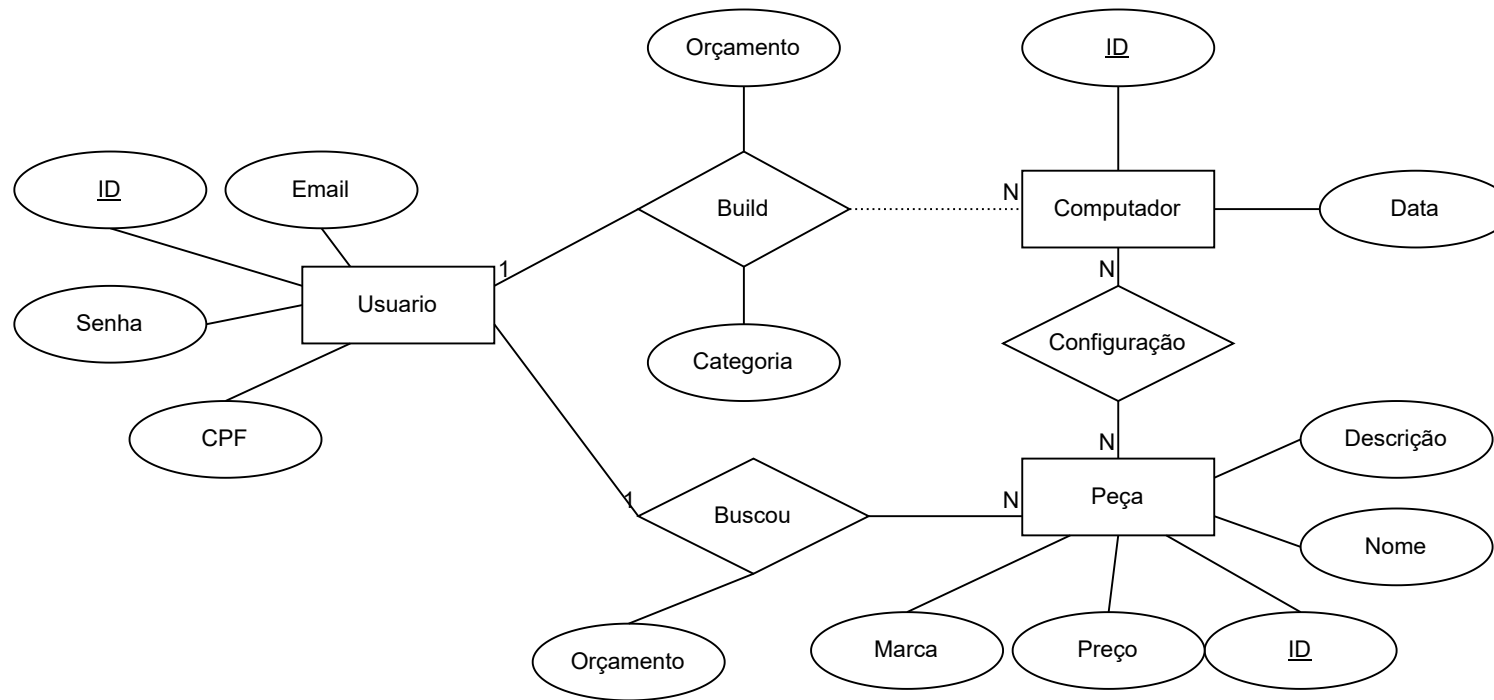 Orçamento
ID
ID
Email
Build
N
Computador
Data
1
Usuario
N
Senha
Configuração
Categoria
CPF
N
Descrição
1
Buscou
N
Peça
Nome
Orçamento
Marca
Preço
ID